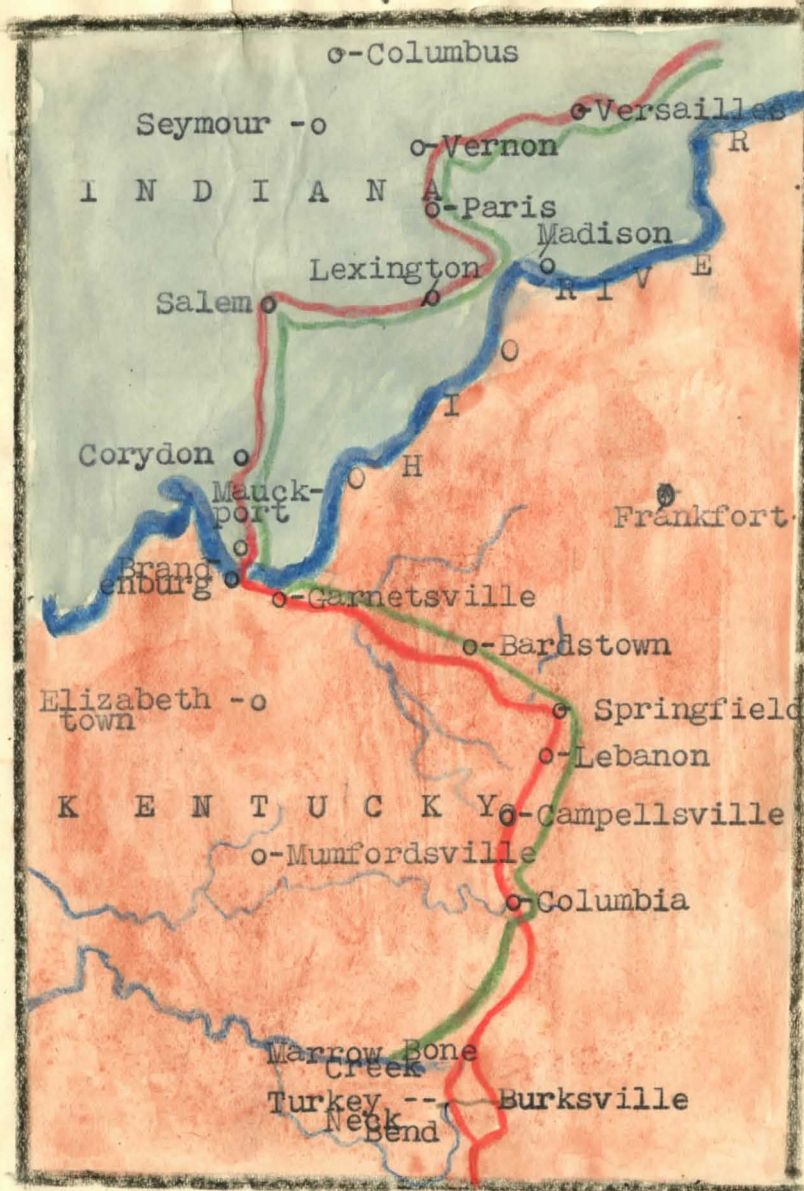 o-Columbus
Seymour -o
o-Versailles
o-Vernon
R
I N D I A N A
o-Paris
Madison
o
Lexington
o
R I V E
Salem o
O
I
H
O
Corydon o
Mauck-
port
o
Frankfort
Brand-
enburg o
o-Garnetsville
o-Bardstown
Elizabeth -o
town
o Springfield
o-Lebanon
K E N T U C K Y
o-Campellsville
o-Mumfordsville
o-Columbia
Marrow Bone
Creek
Turkey --
Neck
Bend
Burksville